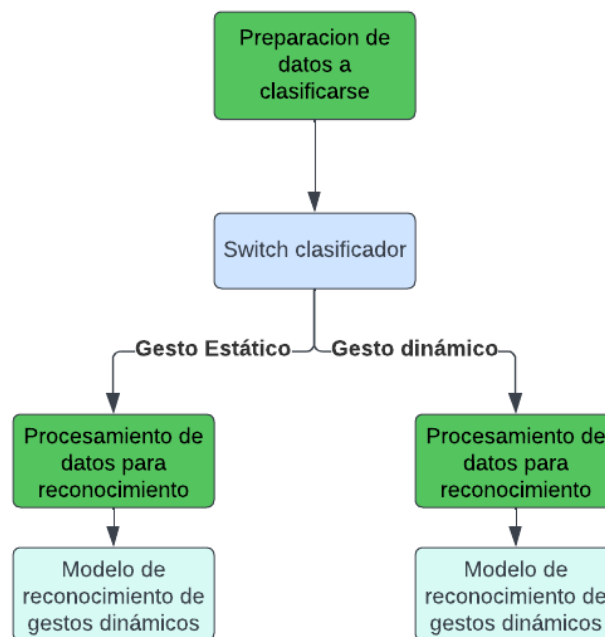 Preparacion de
datos a
clasificarse
Switch clasificador
Gesto Estático
Gesto dinámico
Procesamiento de
datos para
reconocimiento
Procesamiento de
datos para
reconocimiento
Modelo de
reconocimiento de
gestos dinámicos
Modelo de
reconocimiento de
gestos dinámicos